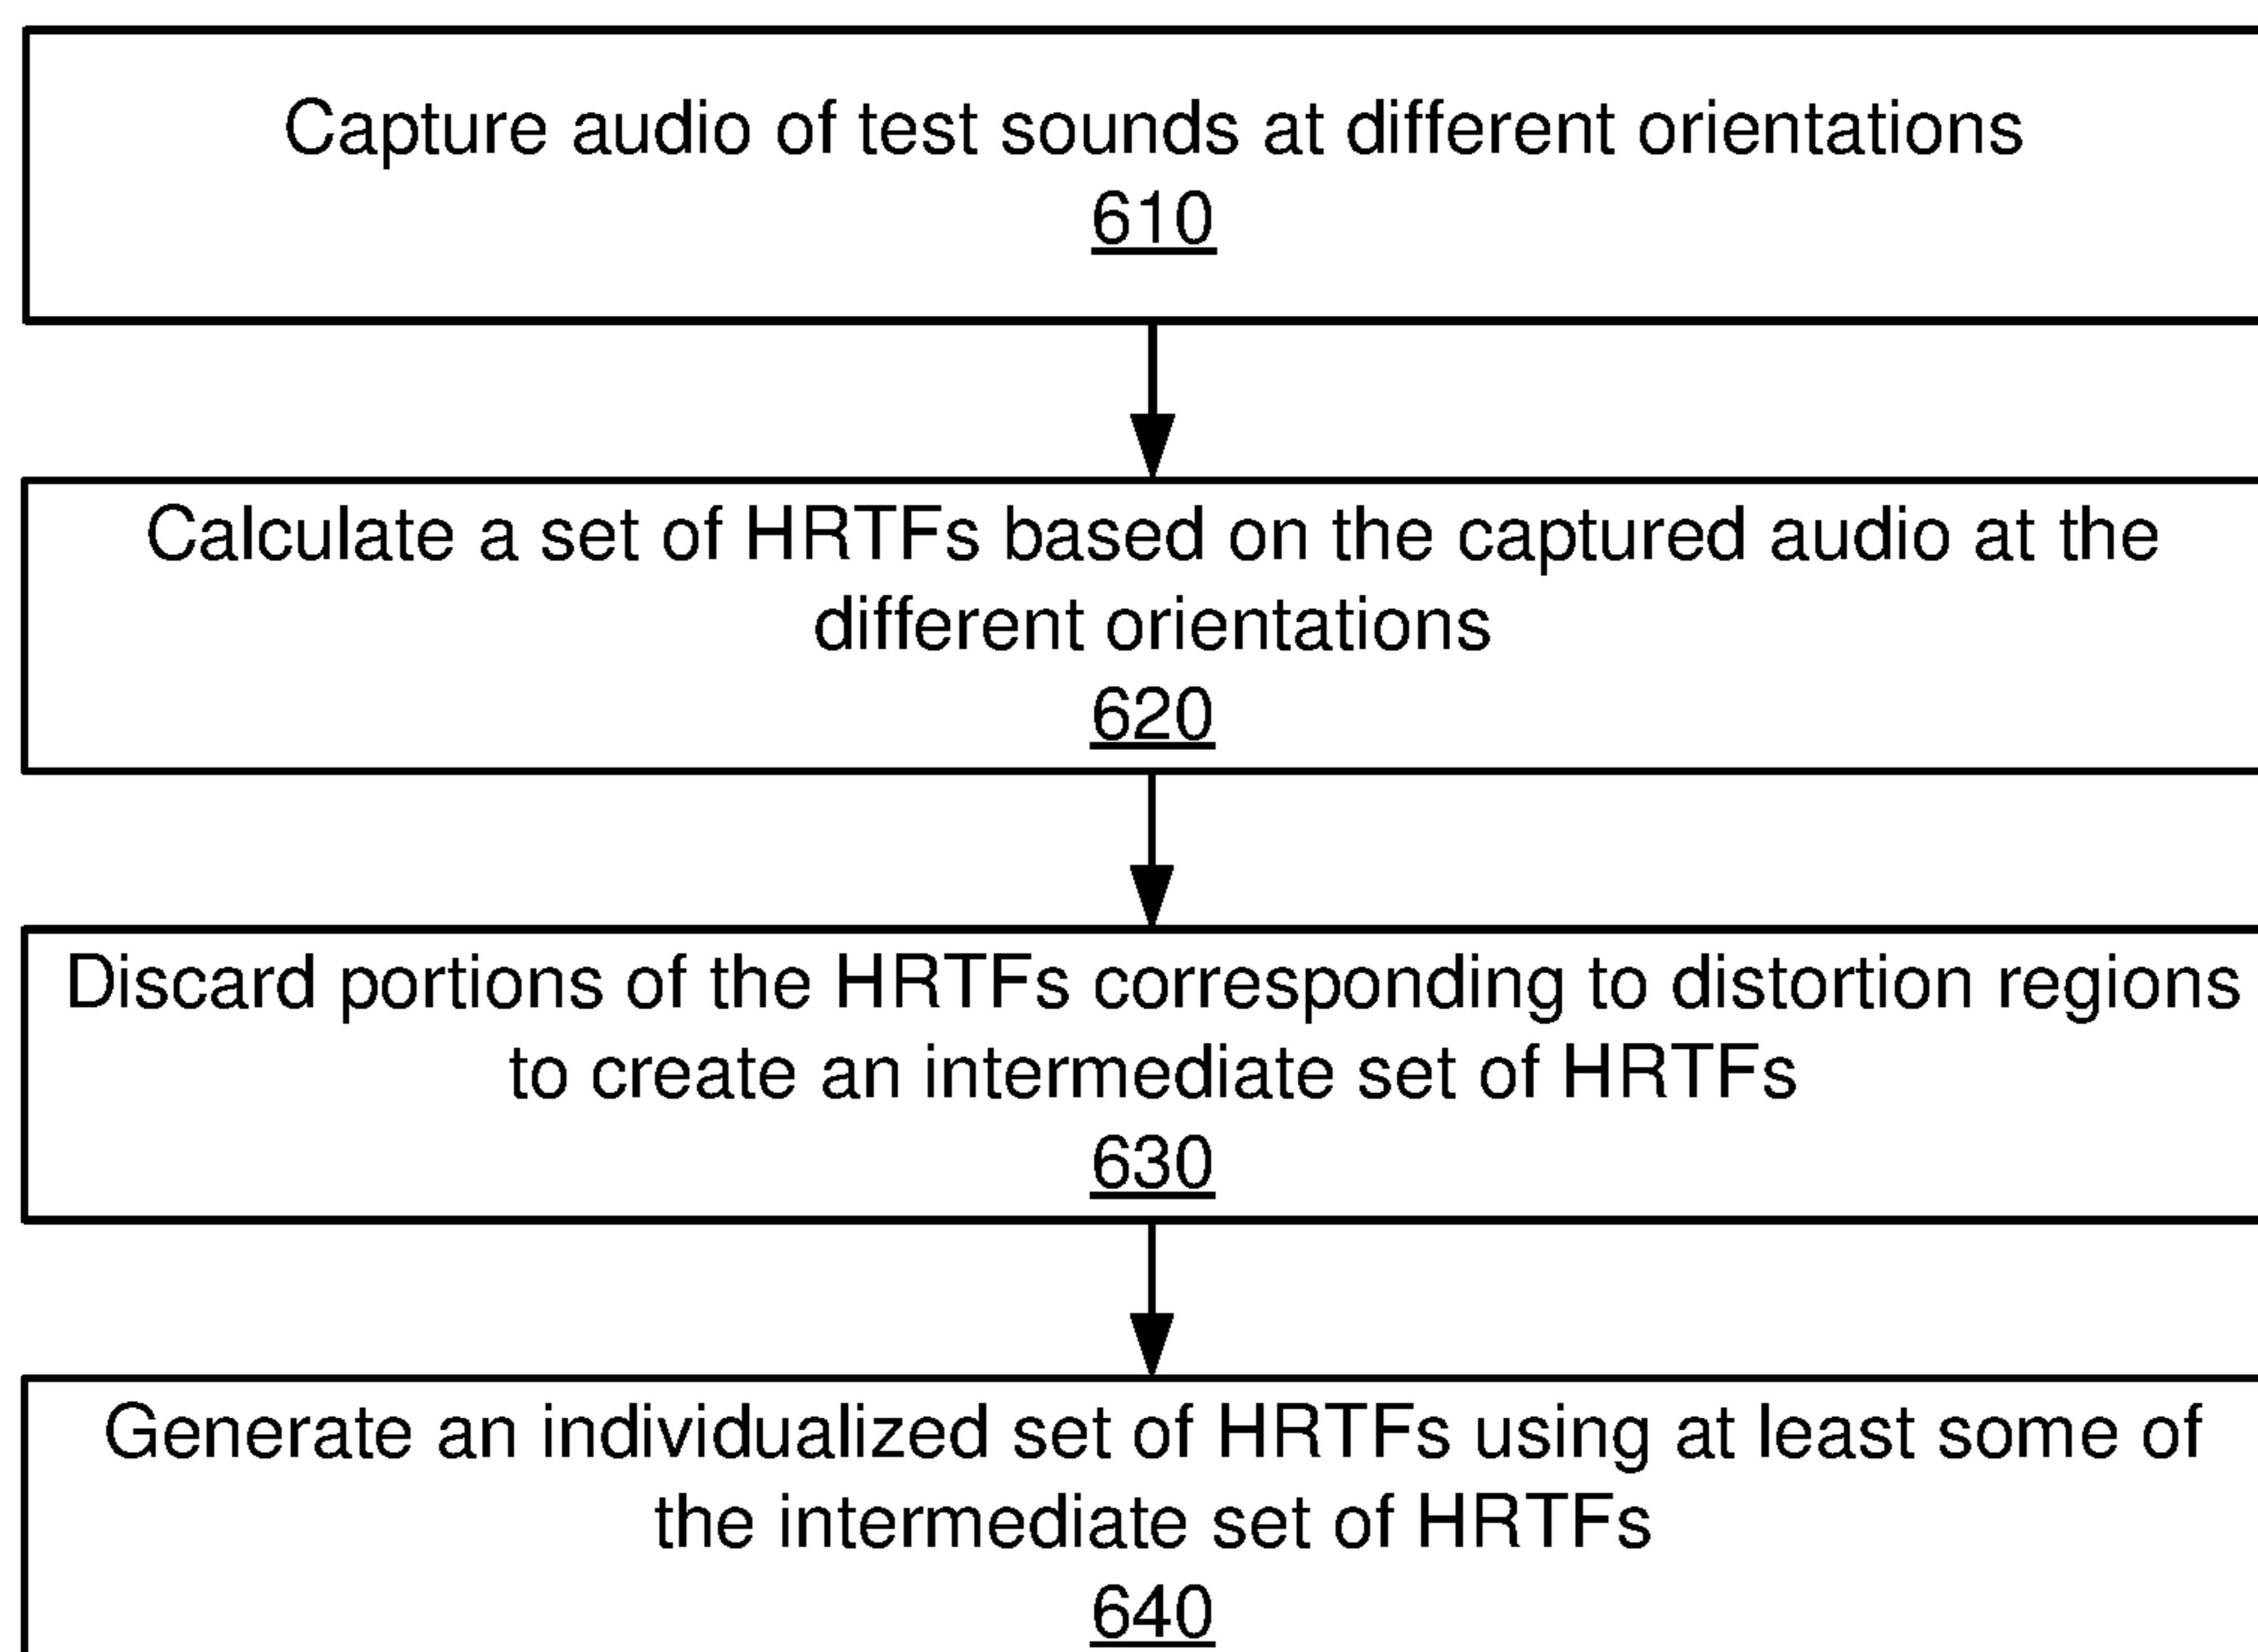 Capture audio of test sounds at different orientations
610
Calculate a set of HRTFs based on the captured audio at the
different orientations
620
Discard portions of the HRTFs corresponding to distortion regions
to create an intermediate set of HRTFs
630
Generate an individualized set of HRTFs using at least some of
the intermediate set of HRTFs
640